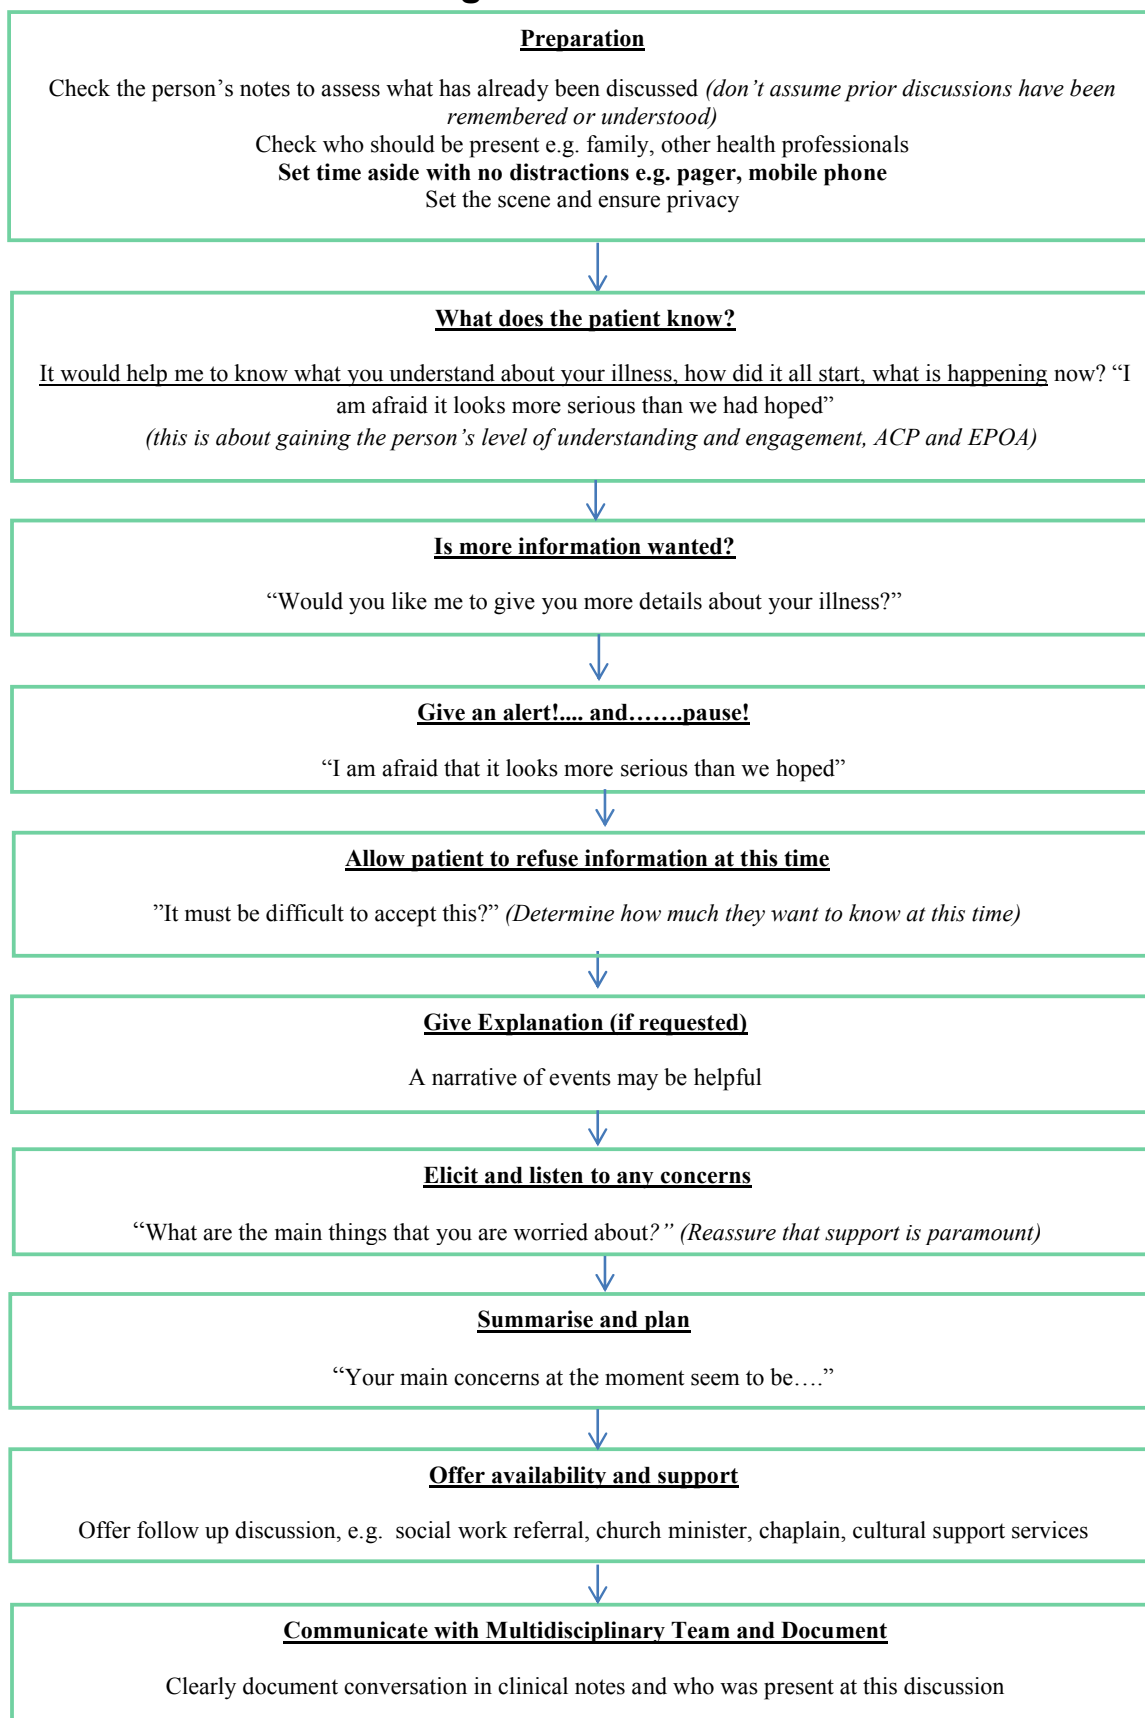 Preparation
Check the person’s notes to assess what has already been discussed (don’t assume prior discussions have been
remembered or understood)
Check who should be present e.g. family, other health professionals
Set time aside with no distractions e.g. pager, mobile phone
Set the scene and ensure privacy
What does the patient know?
It would help me to know what you understand about your illness, how did it all start, what is happening now? “I
am afraid it looks more serious than we had hoped”
(this is about gaining the person’s level of understanding and engagement, ACP and EPOA)
Is more information wanted?
“Would you like me to give you more details about your illness?”
Give an alert!.... and…….pause!
“I am afraid that it looks more serious than we hoped”
Allow patient to refuse information at this time
”It must be difficult to accept this?” (Determine how much they want to know at this time)
Give Explanation (if requested)
A narrative of events may be helpful
Elicit and listen to any concerns
“What are the main things that you are worried about?” (Reassure that support is paramount)
Summarise and plan
“Your main concerns at the moment seem to be….”
Offer availability and support
Offer follow up discussion, e.g.  social work referral, church minister, chaplain, cultural support services
Communicate with Multidisciplinary Team and Document
Clearly document conversation in clinical notes and who was present at this discussion